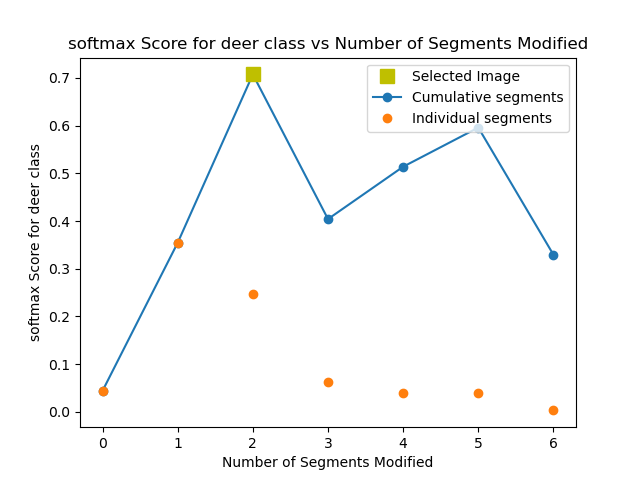 softmax Score for deer class vs Number of Segments Modified
Selected Image
Cumulative segments
Individual segments
softmax Score for deer class
0.7
0.6
0.5
0.4
0.3
0.2
0.1
0.0
0 1 2 3 4 5 6
Number of Segments Modified